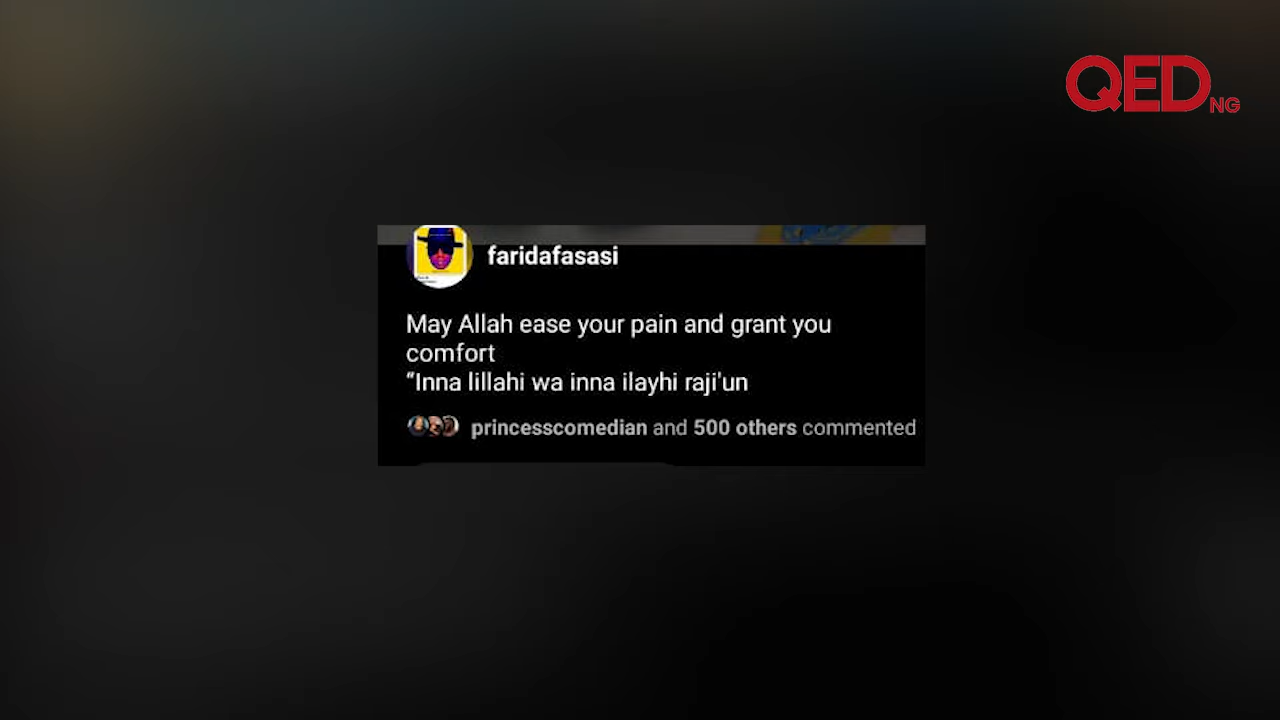 QED NG
faridafasasi
May Allah ease your pain and grant you
comfort
“Inna lillahi wa inna ilayhi raji'un
princesscomedian and 500 others commented